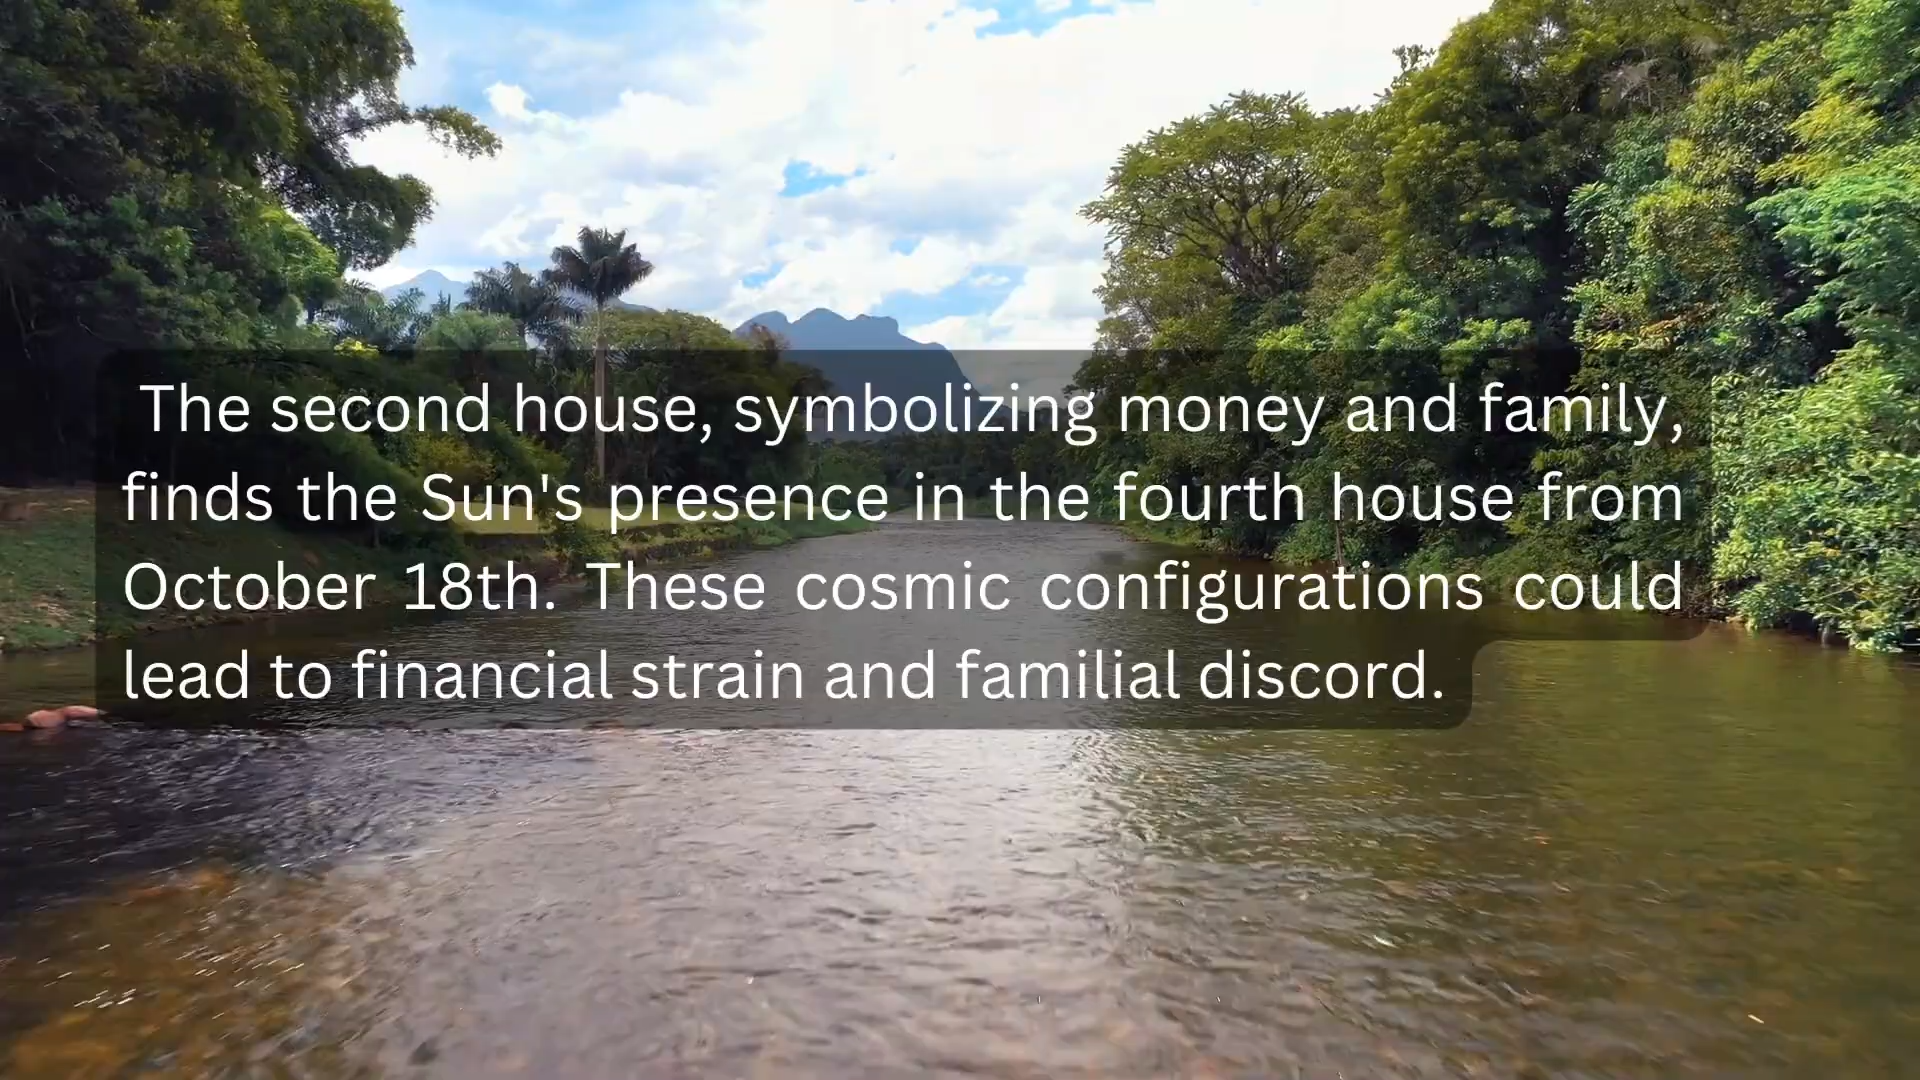 The second house, symbolizing money and family,
finds the Sun's presence in the fourth house from
October 18th. These cosmic configurations could
lead to financial strain and familial discord.